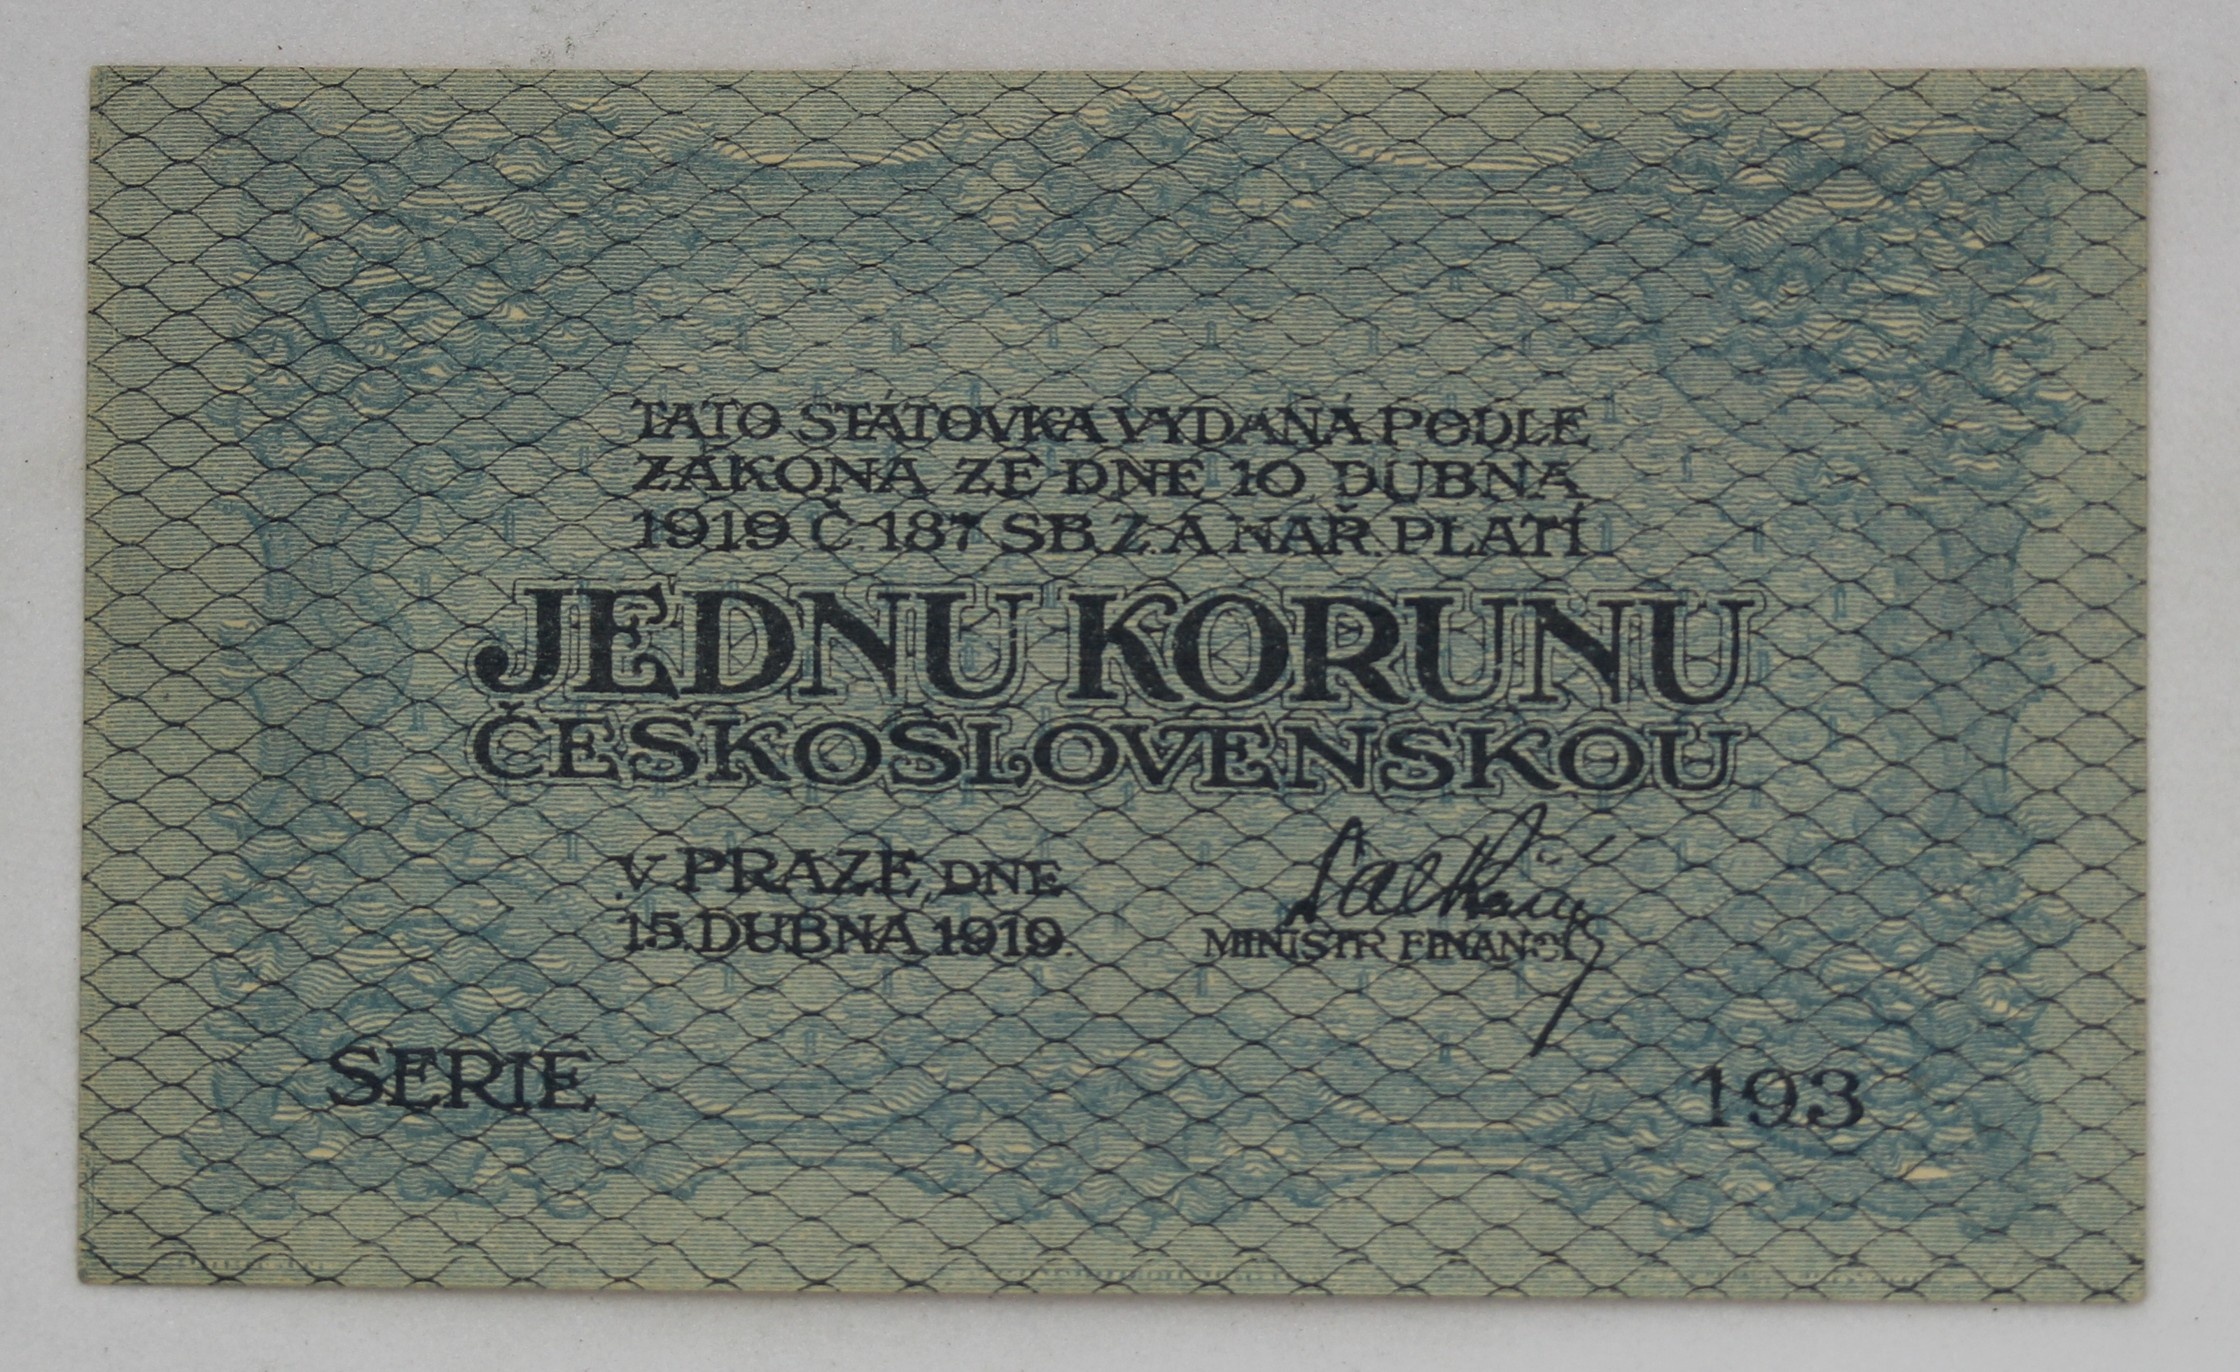 TATO STÁTOVKA VYDANÁ PODLE
ZÁKONA ZE DNE 10. DUBNA
1919 Č. 187 SB. Z. A NAŘ. PLATÍ
JEDNU KORUNU
ČESKOSLOVENSKOU
V PRAZE, DNE
15. DUBNA 1919.
MINISTR FINANCÍ
SERIE 193